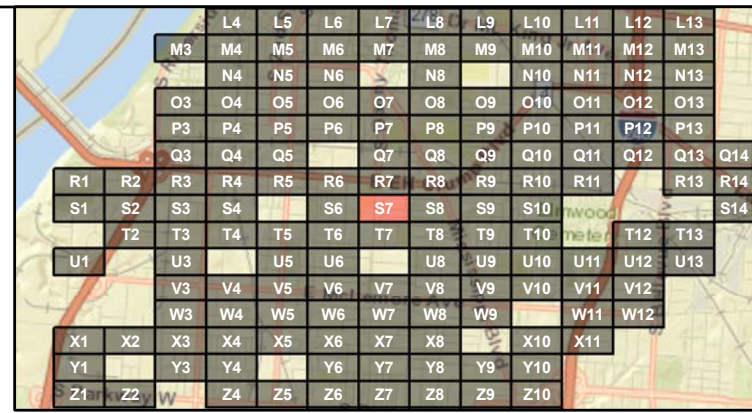 L4 L5 L6 L7 L8 L9 L10 L11 L12 L13
M3 M4 M5 M6 M7 M8 M9 M10 M11 M12 M13
N4 N5 N6 N8 N10 N11 N12 N13
O3 O4 O5 O6 O7 O8 O9 O10 O11 O12 O13
P3 P4 P5 P6 P7 P8 P9 P10 P11 P12 P13
Q3 Q4 Q5 Q7 Q8 Q9 Q10 Q11 Q12 Q13 Q14
R1 R2 R3 R4 R5 R6 R7 R8 R9 R10 R11 R13 R14
S1 S2 S3 S4 S6 S7 S8 S9 S10 S14
T2 T3 T4 T5 T6 T7 T8 T9 T10 T12 T13
U1 U3 U5 U6 U8 U9 U10 U11 U12 U13
V3 V4 V5 V6 V7 V8 V9 V10 V11 V12
W3 W4 W5 W6 W7 W8 W9 W11 W12
X1 X2 X3 X4 X5 X6 X7 X8 X10 X11
Y1 Y3 Y4 Y6 Y7 Y8 Y9 Y10
Z1 Z2 Z4 Z5 Z6 Z7 Z8 Z9 Z10
S Parkway W